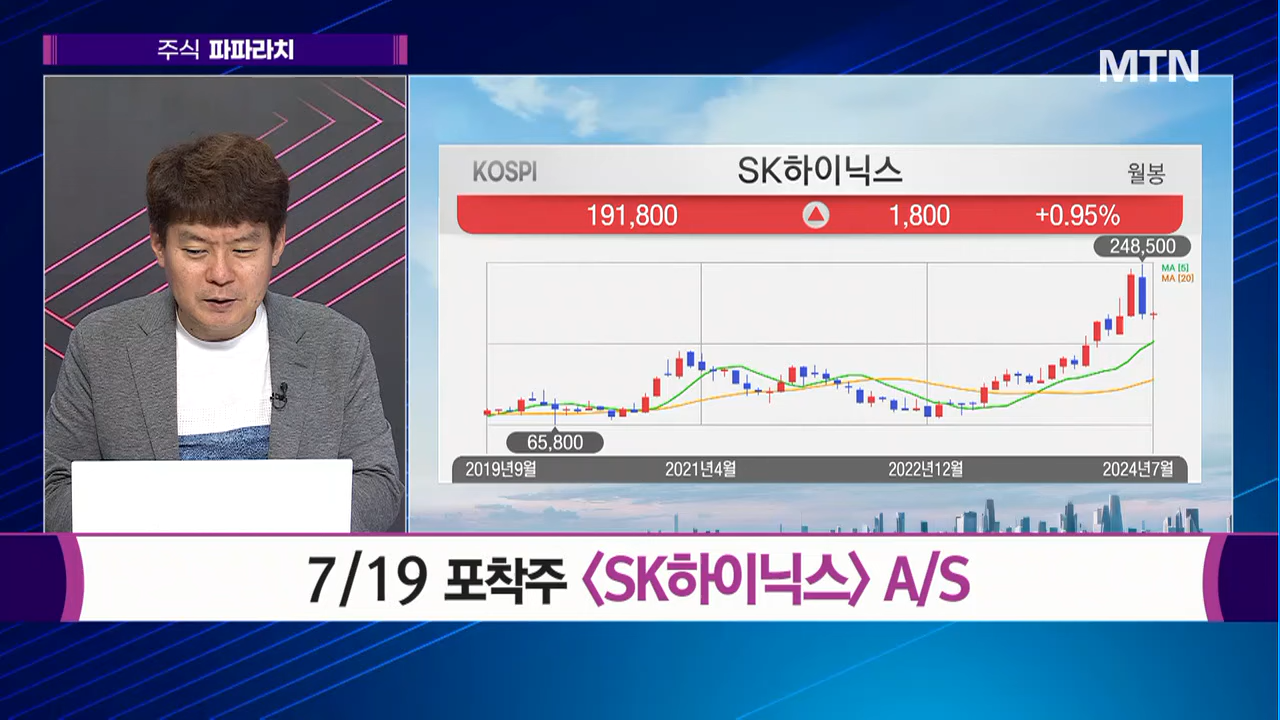 주식 파파라치
MTN
KOSPI
SK하이닉스
월봉
191,800 1,800 +0.95%
248,500
MA [5]
MA [20]
65,800
2019년9월 2021년4월 2022년12월 2024년7월
7/19 포착주 <SK하이닉스> A/S